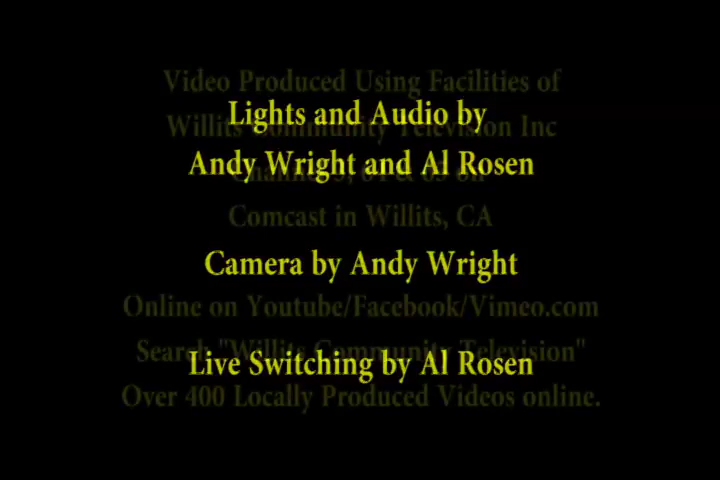 Video Produced Using Facilities of
Lights and Audio by
Willits Community Television Inc
Andy Wright and Al Rosen
Comcast in Willits, CA
Camera by Andy Wright
Online on Youtube/Facebook/Vimeo.com
Search "Willits Community Television"
Live Switching by Al Rosen
Over 400 Locally Produced Videos online.